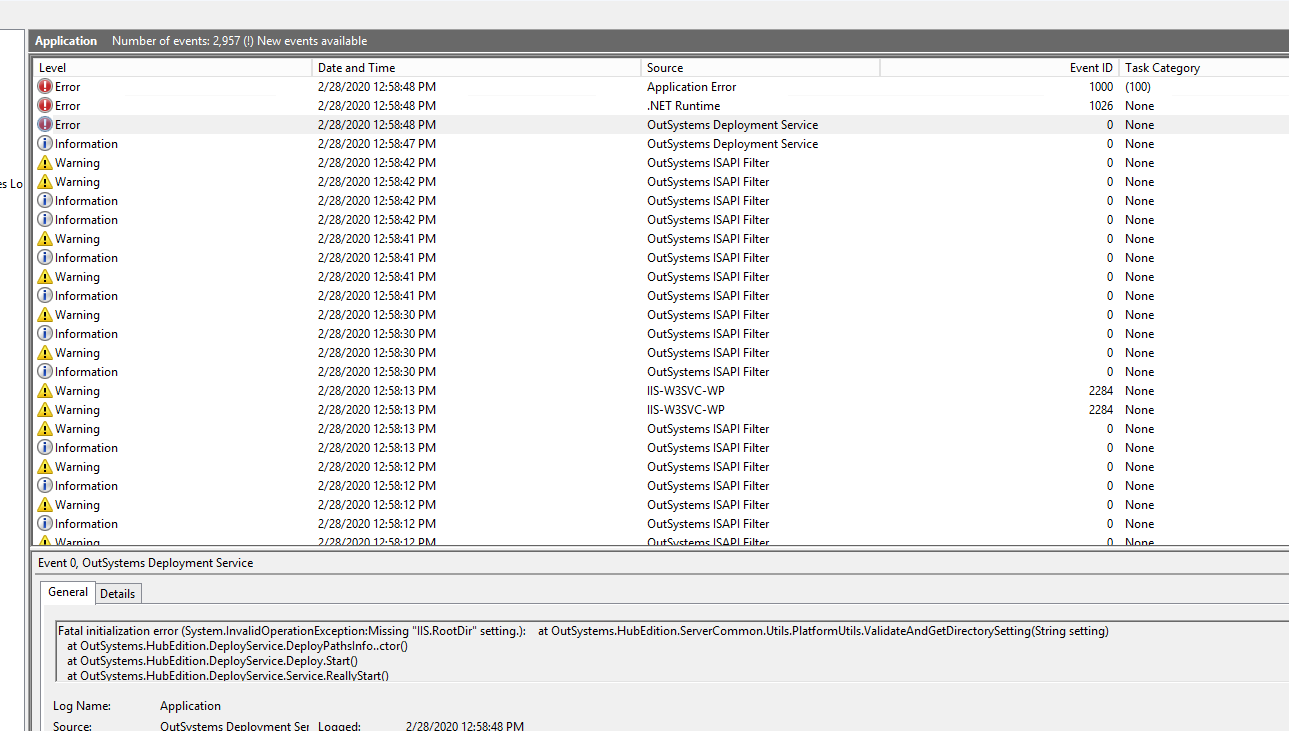 Application Number of events: 2,957 (!) New events available
Level Date and Time Source Event ID Task Category
Error 2/28/2020 12:58:48 PM Application Error 1000 (100)
Error 2/28/2020 12:58:48 PM .NET Runtime 1026 None
Error 2/28/2020 12:58:48 PM OutSystems Deployment Service 0 None
Information 2/28/2020 12:58:47 PM OutSystems Deployment Service 0 None
Warning 2/28/2020 12:58:42 PM OutSystems ISAPI Filter 0 None
es Lo Warning 2/28/2020 12:58:42 PM OutSystems ISAPI Filter 0 None
Information 2/28/2020 12:58:42 PM OutSystems ISAPI Filter 0 None
Information 2/28/2020 12:58:42 PM OutSystems ISAPI Filter 0 None
Warning 2/28/2020 12:58:41 PM OutSystems ISAPI Filter 0 None
Information 2/28/2020 12:58:41 PM OutSystems ISAPI Filter 0 None
Warning 2/28/2020 12:58:41 PM OutSystems ISAPI Filter 0 None
Information 2/28/2020 12:58:41 PM OutSystems ISAPI Filter 0 None
Warning 2/28/2020 12:58:30 PM OutSystems ISAPI Filter 0 None
Information 2/28/2020 12:58:30 PM OutSystems ISAPI Filter 0 None
Warning 2/28/2020 12:58:30 PM OutSystems ISAPI Filter 0 None
Information 2/28/2020 12:58:30 PM OutSystems ISAPI Filter 0 None
Warning 2/28/2020 12:58:13 PM IIS-W3SVC-WP 2284 None
Warning 2/28/2020 12:58:13 PM IIS-W3SVC-WP 2284 None
Warning 2/28/2020 12:58:13 PM OutSystems ISAPI Filter 0 None
Information 2/28/2020 12:58:13 PM OutSystems ISAPI Filter 0 None
Warning 2/28/2020 12:58:12 PM OutSystems ISAPI Filter 0 None
Information 2/28/2020 12:58:12 PM OutSystems ISAPI Filter 0 None
Warning 2/28/2020 12:58:12 PM OutSystems ISAPI Filter 0 None
Information 2/28/2020 12:58:12 PM OutSystems ISAPI Filter 0 None
Warning 2/28/2020 12:58:12 PM OutSystems ISAPI Filter 0 None
Event 0, OutSystems Deployment Service
General Details
Fatal initialization error (System.InvalidOperationException:Missing "IIS.RootDir" setting.): at OutSystems.HubEdition.ServerCommon.Utils.PlatformUtils.ValidateAndGetDirectorySetting(String setting)
at OutSystems.HubEdition.DeployService.DeployPathsInfo..ctor()
at OutSystems.HubEdition.DeployService.Deploy.Start()
at OutSystems.HubEdition.DeployService.Service.ReallyStart()
Log Name: Application
Source: OutSystems Deployment Ser Logged: 2/28/2020 12:58:48 PM